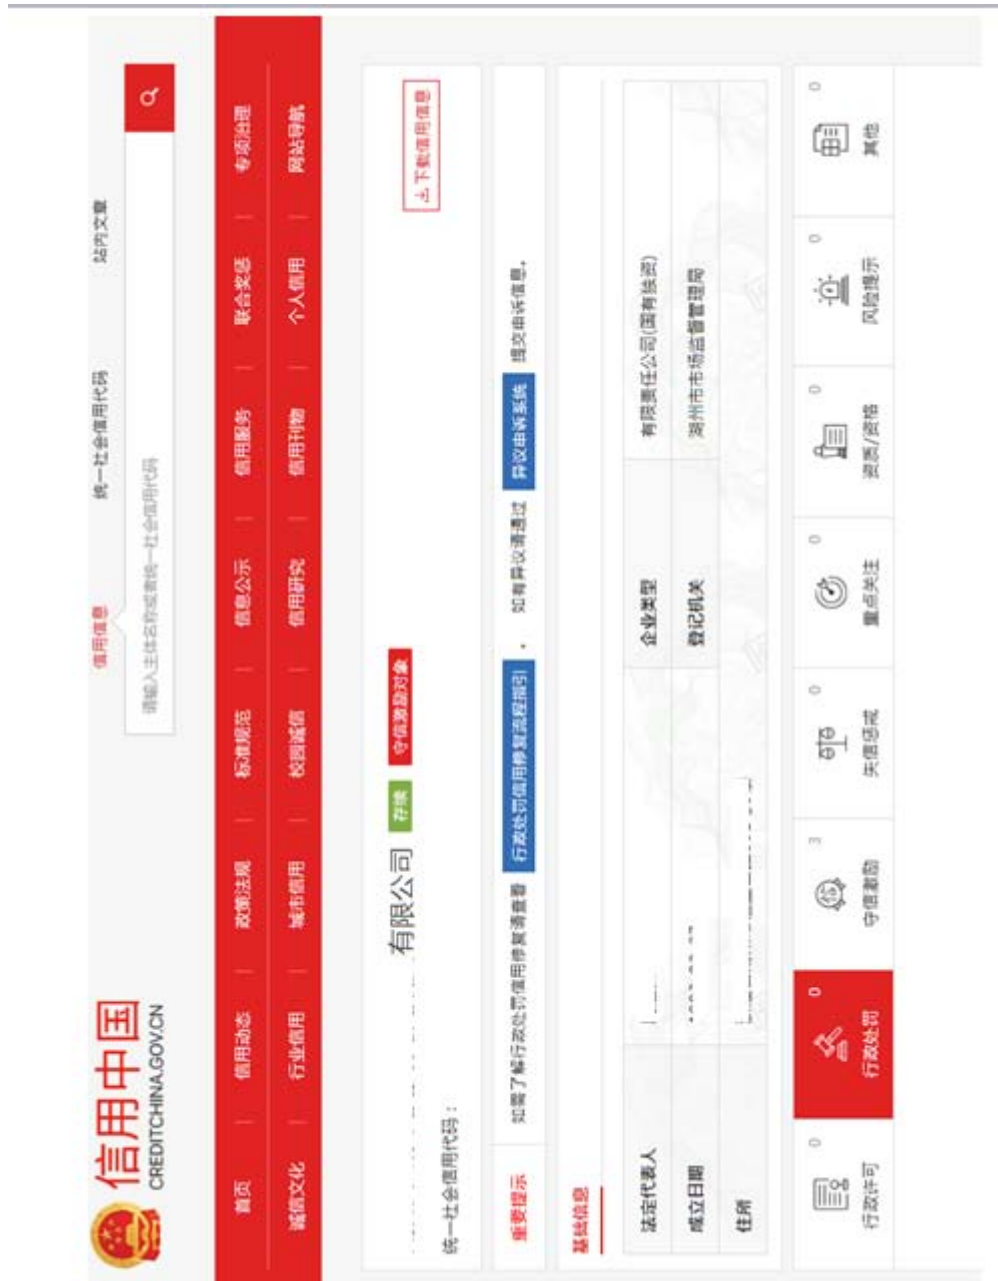 信用中国
CREDITCHINA.GOV.CN
信用信息 统一社会信用代码 站内文章
请输入主体名称或者统一社会信用代码
首页 | 信用动态 | 政策法规 | 标准规范 | 信息公示 | 信用服务 | 联合奖惩 | 专项治理
诚信文化 | 行业信用 | 城市信用 | 校园诚信 | 信用研究 | 信用刊物 | 个人信用 | 网站导航
有限公司 存续 守信激励对象 下载信用信息
统一社会信用代码：
重要提示 如需了解行政处罚信用修复请查看 行政处罚信用修复流程指引 。 如有异议请通过 异议申诉系统 提交申诉信息。
基础信息
法定代表人 企业类型 有限责任公司(国有独资)
成立日期 登记机关 湖州市市场监督管理局
住所
0 0 3 0 0 0 0 0
行政许可 行政处罚 守信激励 失信惩戒 重点关注 资质/资格 风险提示 其他